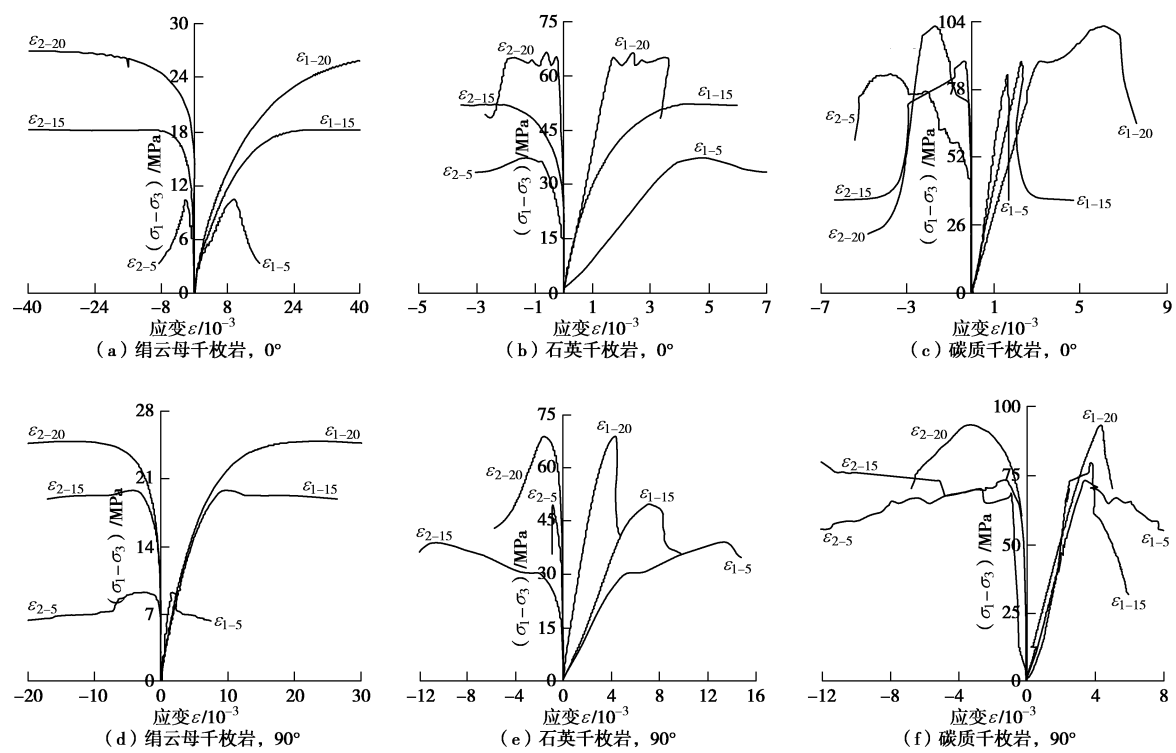 30
24
18
12
6
0
(σ₁−σ₃)/MPa
ε₂₋₂₀
ε₁₋₂₀
ε₂₋₁₅
ε₁₋₁₅
ε₂₋₅
ε₁₋₅
−40 −24 −8 8 24 40
应变ε/10⁻³
(a)绢云母千枚岩，0°
75
60
45
30
15
0
(σ₁−σ₃)/MPa
ε₂₋₂₀
ε₁₋₂₀
ε₂₋₁₅
ε₁₋₁₅
ε₂₋₅
ε₁₋₅
−5 −3 −1 1 3 5 7
应变ε/10⁻³
(b)石英千枚岩，0°
104
78
52
26
0
(σ₁−σ₃)/MPa
ε₂₋₅
ε₁₋₂₀
ε₂₋₁₅
ε₁₋₅
ε₁₋₁₅
ε₂₋₂₀
−7 −3 1 5 9
应变ε/10⁻³
(c)碳质千枚岩，0°
28
21
14
7
0
(σ₁−σ₃)/MPa
ε₂₋₂₀
ε₁₋₂₀
ε₂₋₁₅
ε₁₋₁₅
ε₂₋₅
ε₁₋₅
−20 −10 0 10 20 30
应变ε/10⁻³
(d)绢云母千枚岩，90°
75
60
45
30
15
0
(σ₁−σ₃)/MPa
ε₁₋₂₀
ε₂₋₂₀
ε₂₋₅
ε₁₋₁₅
ε₂₋₁₅
ε₁₋₅
−12 −8 −4 0 4 8 12 16
应变ε/10⁻³
(e)石英千枚岩，90°
100
75
50
25
0
(σ₁−σ₃)/MPa
ε₁₋₂₀
ε₂₋₂₀
ε₂₋₁₅
ε₂₋₅
ε₁₋₅
ε₁₋₁₅
−12 −8 −4 0 4 8
应变ε/10⁻³
(f)碳质千枚岩，90°